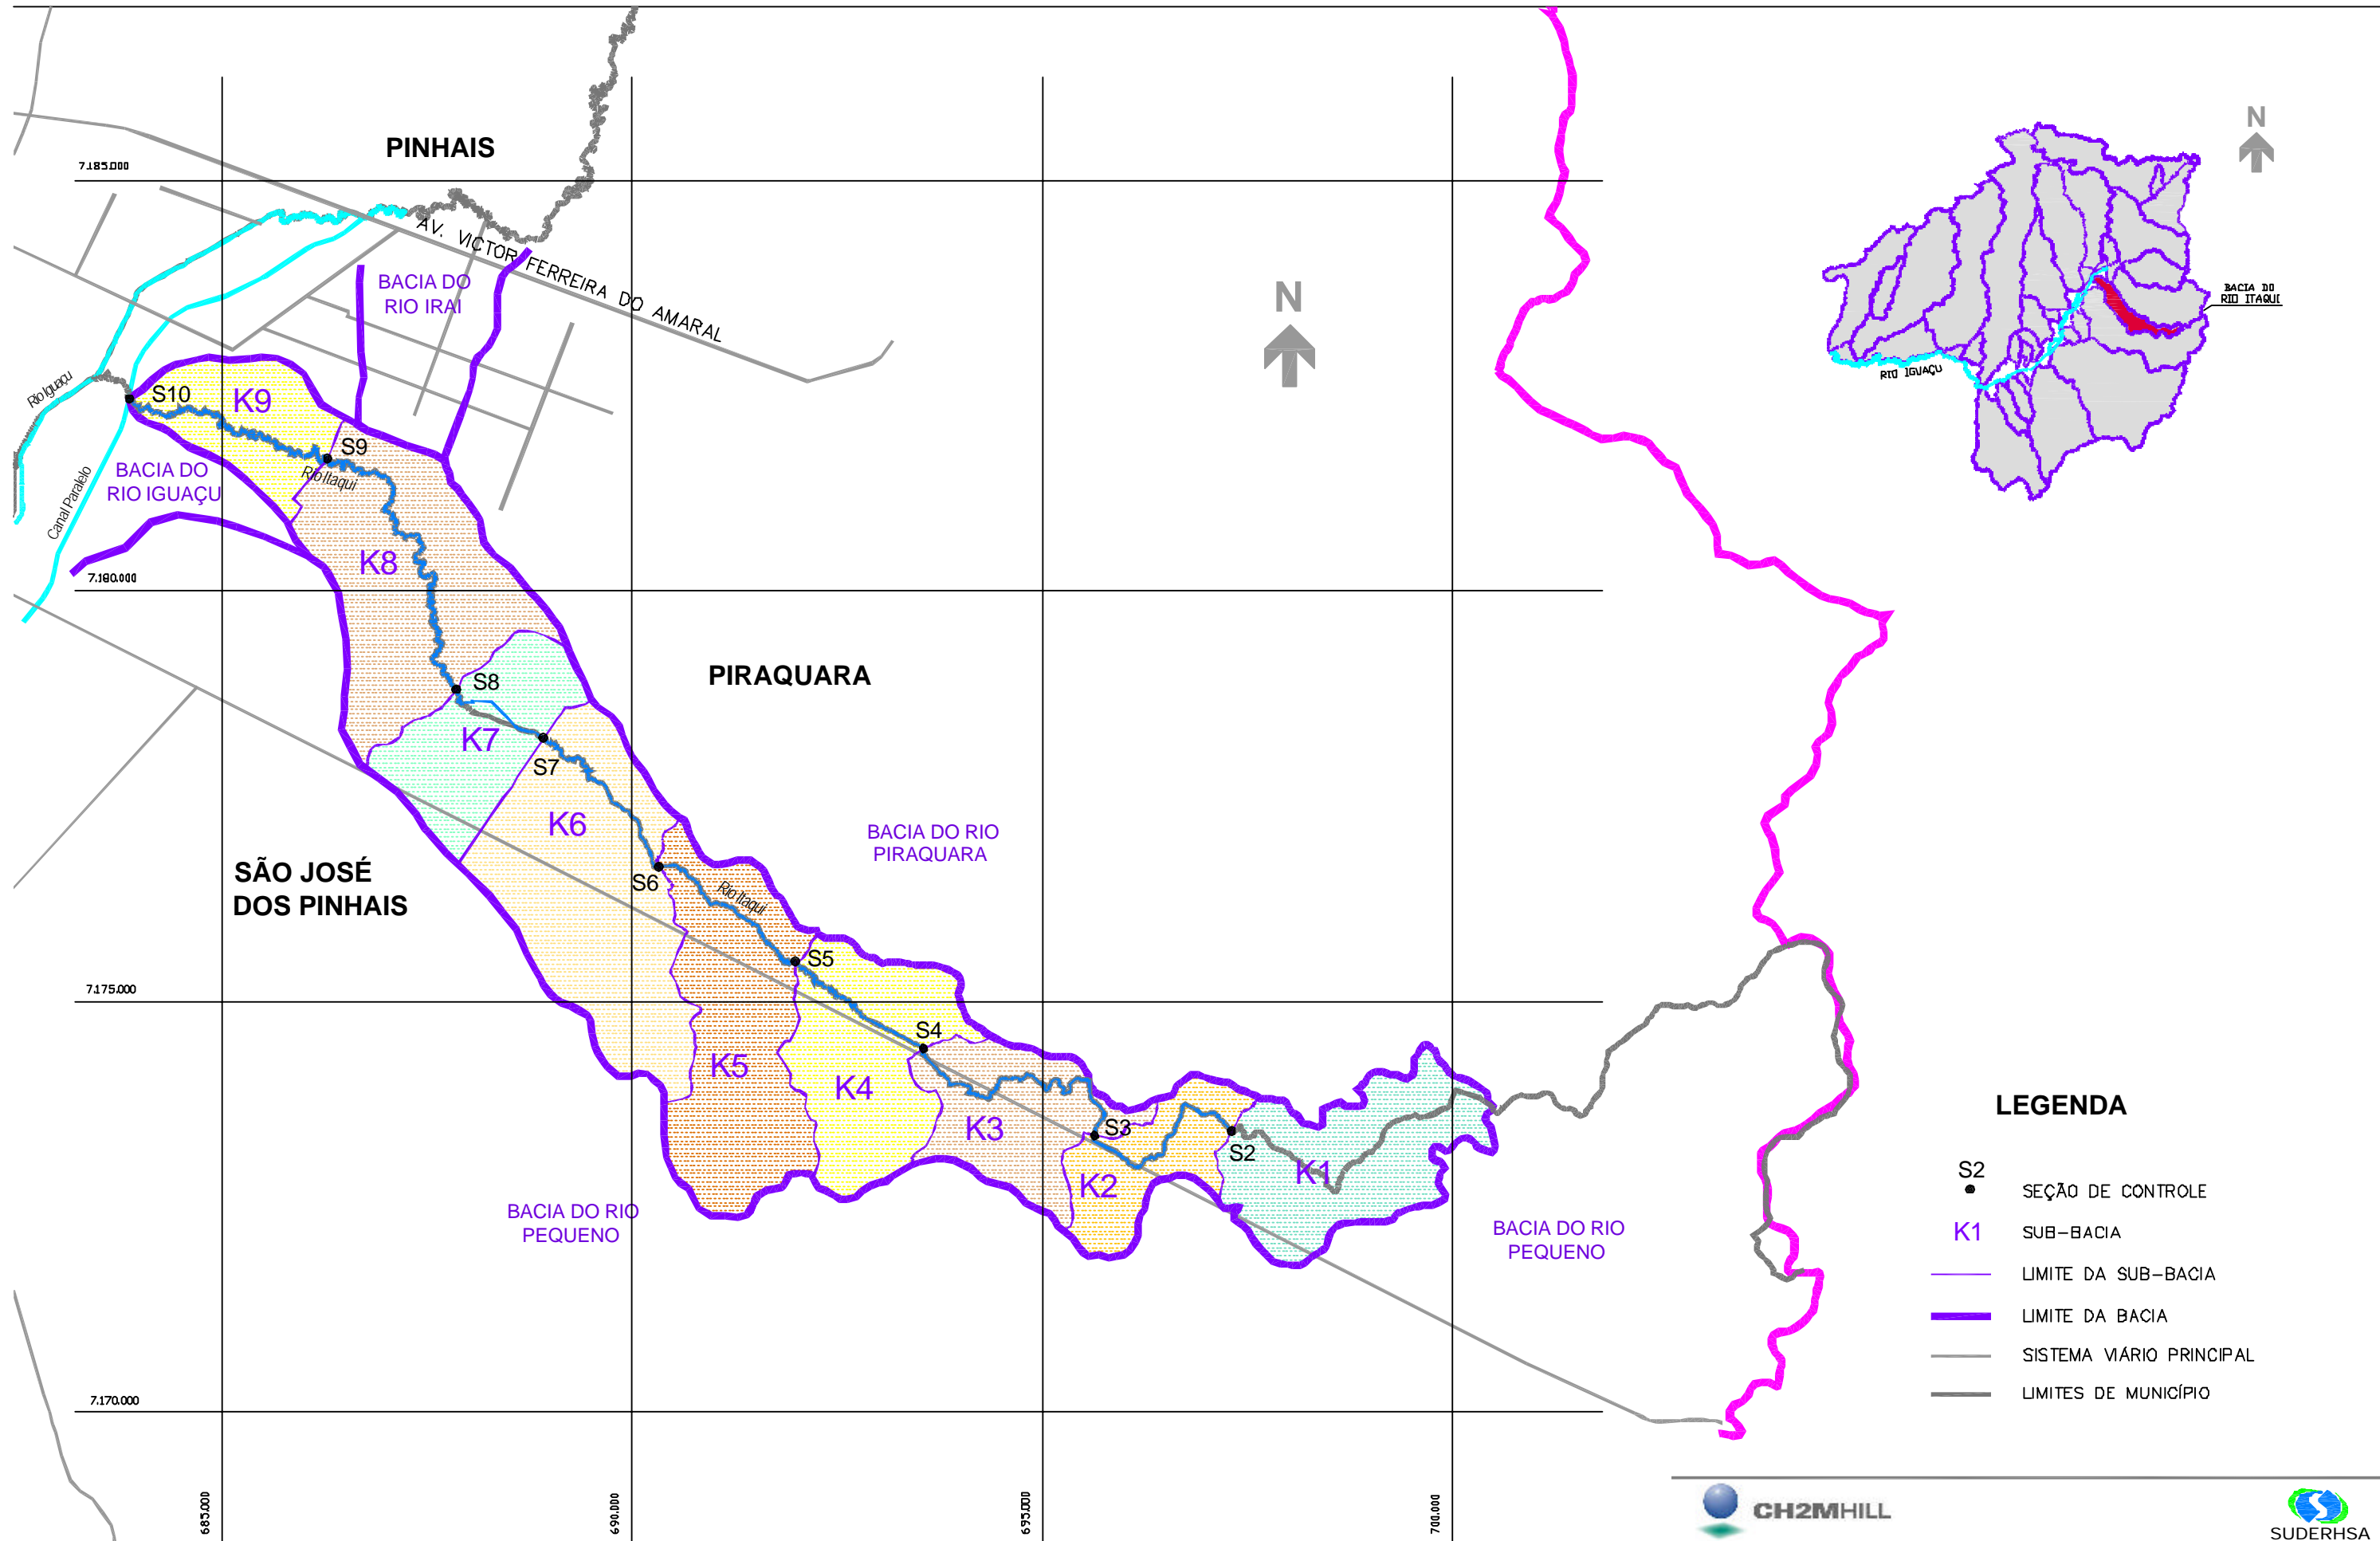 PINHAIS
7.185.000
AV. VICTOR FERREIRA DO AMARAL
BACIA DO
RIO IRAI
N
N
BACIA DO
RIO ITAQUI
RIO IGUAÇU
Rio Iguaçu
S10
K9
S9
Rio Itaqui
BACIA DO
RIO IGUAÇU
Canal Paralelo
K8
7.180.000
PIRAQUARA
S8
K7
S7
K6
BACIA DO RIO
PIRAQUARA
SÃO JOSÉ
DOS PINHAIS
S6
Rio Itaqui
S5
7.175.000
S4
K5
K4
K3
S3
S2
K1
K2
BACIA DO RIO
PEQUENO
BACIA DO RIO
PEQUENO
LEGENDA
S2
SEÇÃO DE CONTROLE
K1
SUB-BACIA
LIMITE DA SUB-BACIA
LIMITE DA BACIA
SISTEMA VIÁRIO PRINCIPAL
LIMITES DE MUNICÍPIO
7.170.000
685.000
690.000
695.000
700.000
CH2MHILL
SUDERHSA